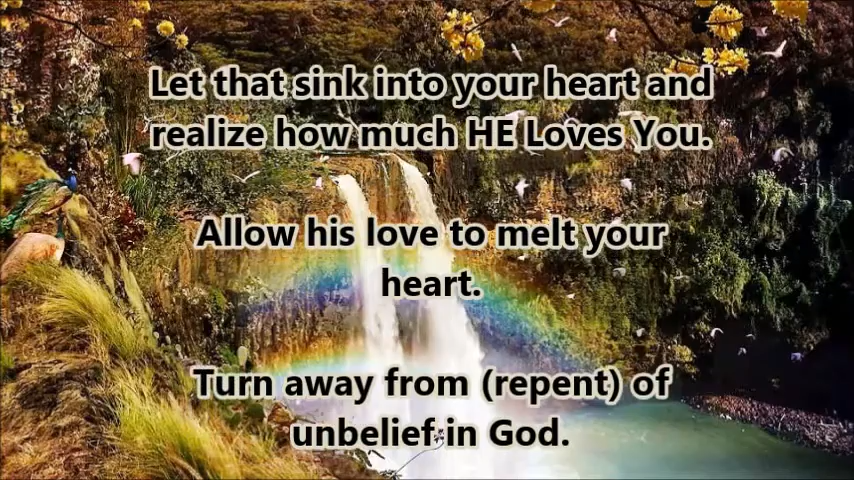 Let that sink into your heart and
realize how much HE Loves You.
Allow his love to melt your
heart.
Turn away from (repent) of
unbelief in God.